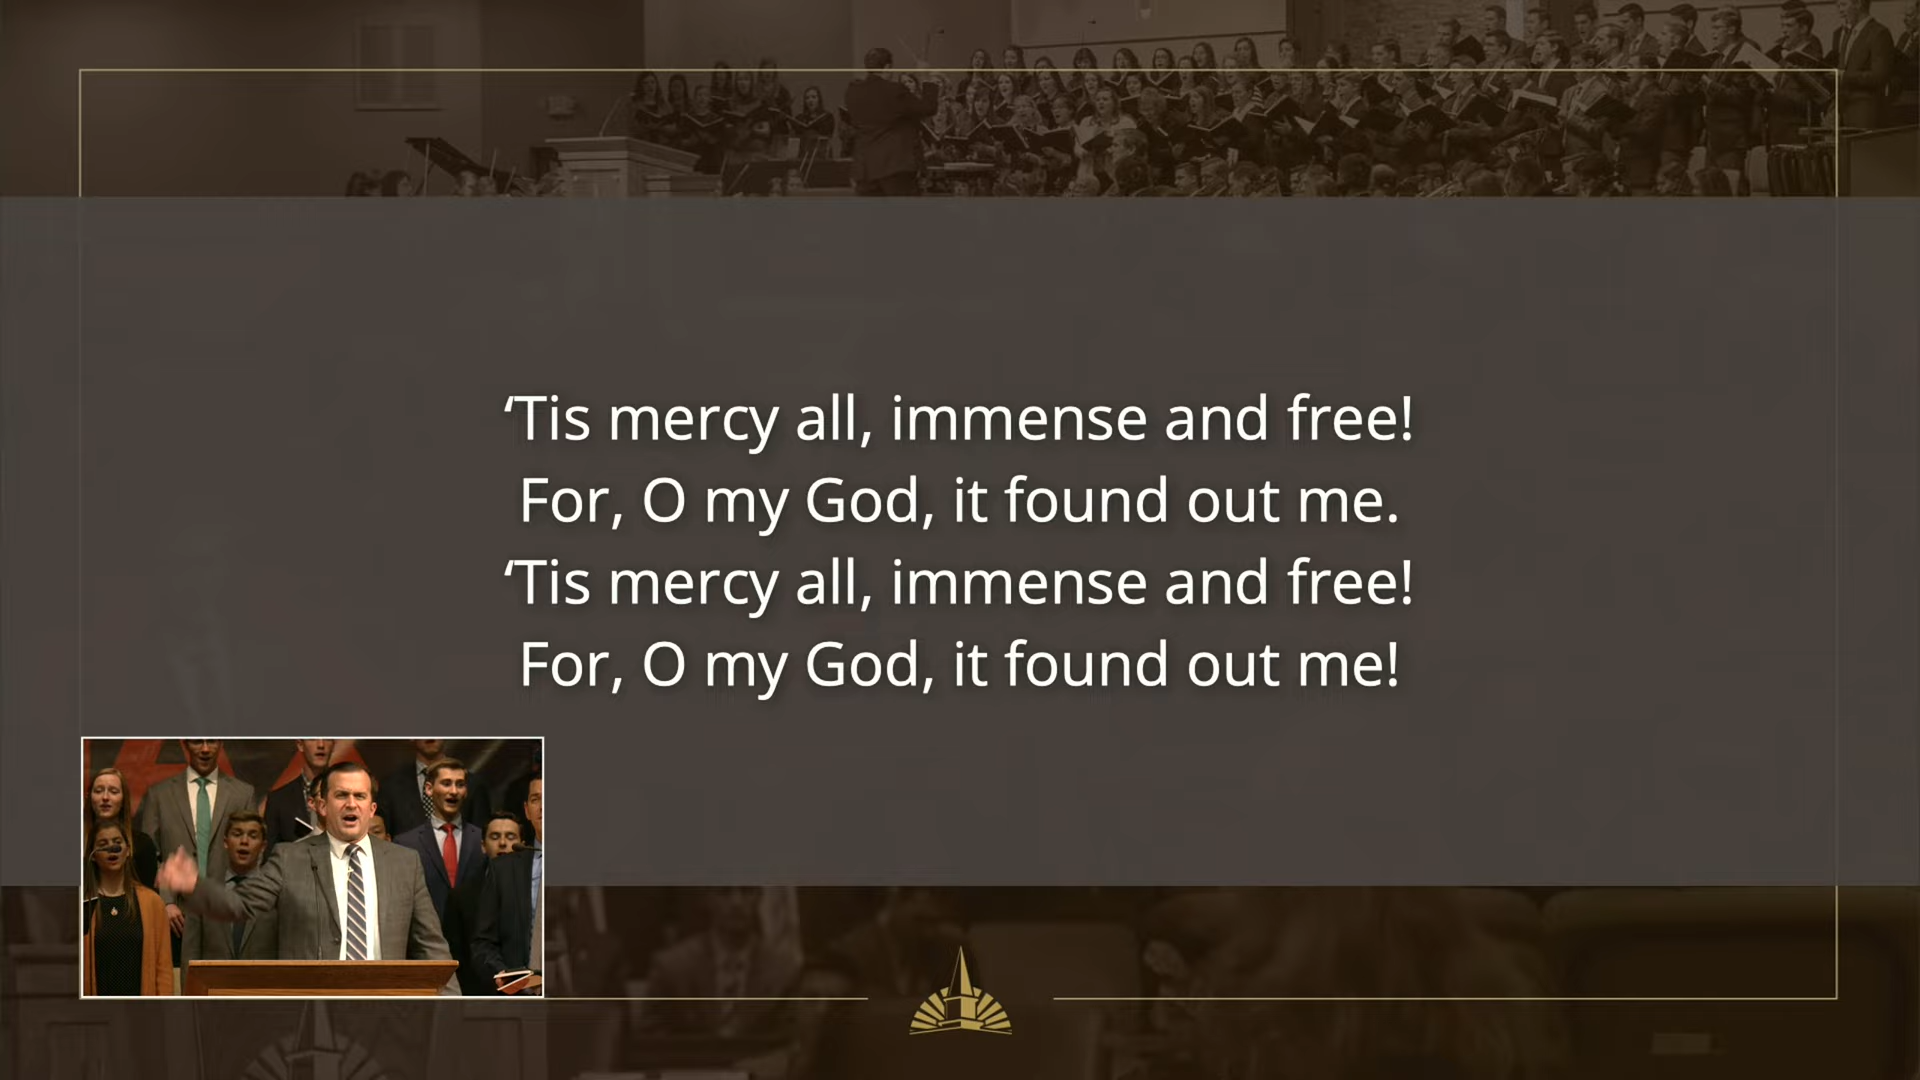 ‘Tis mercy all, immense and free!
For, O my God, it found out me.
‘Tis mercy all, immense and free!
For, O my God, it found out me!